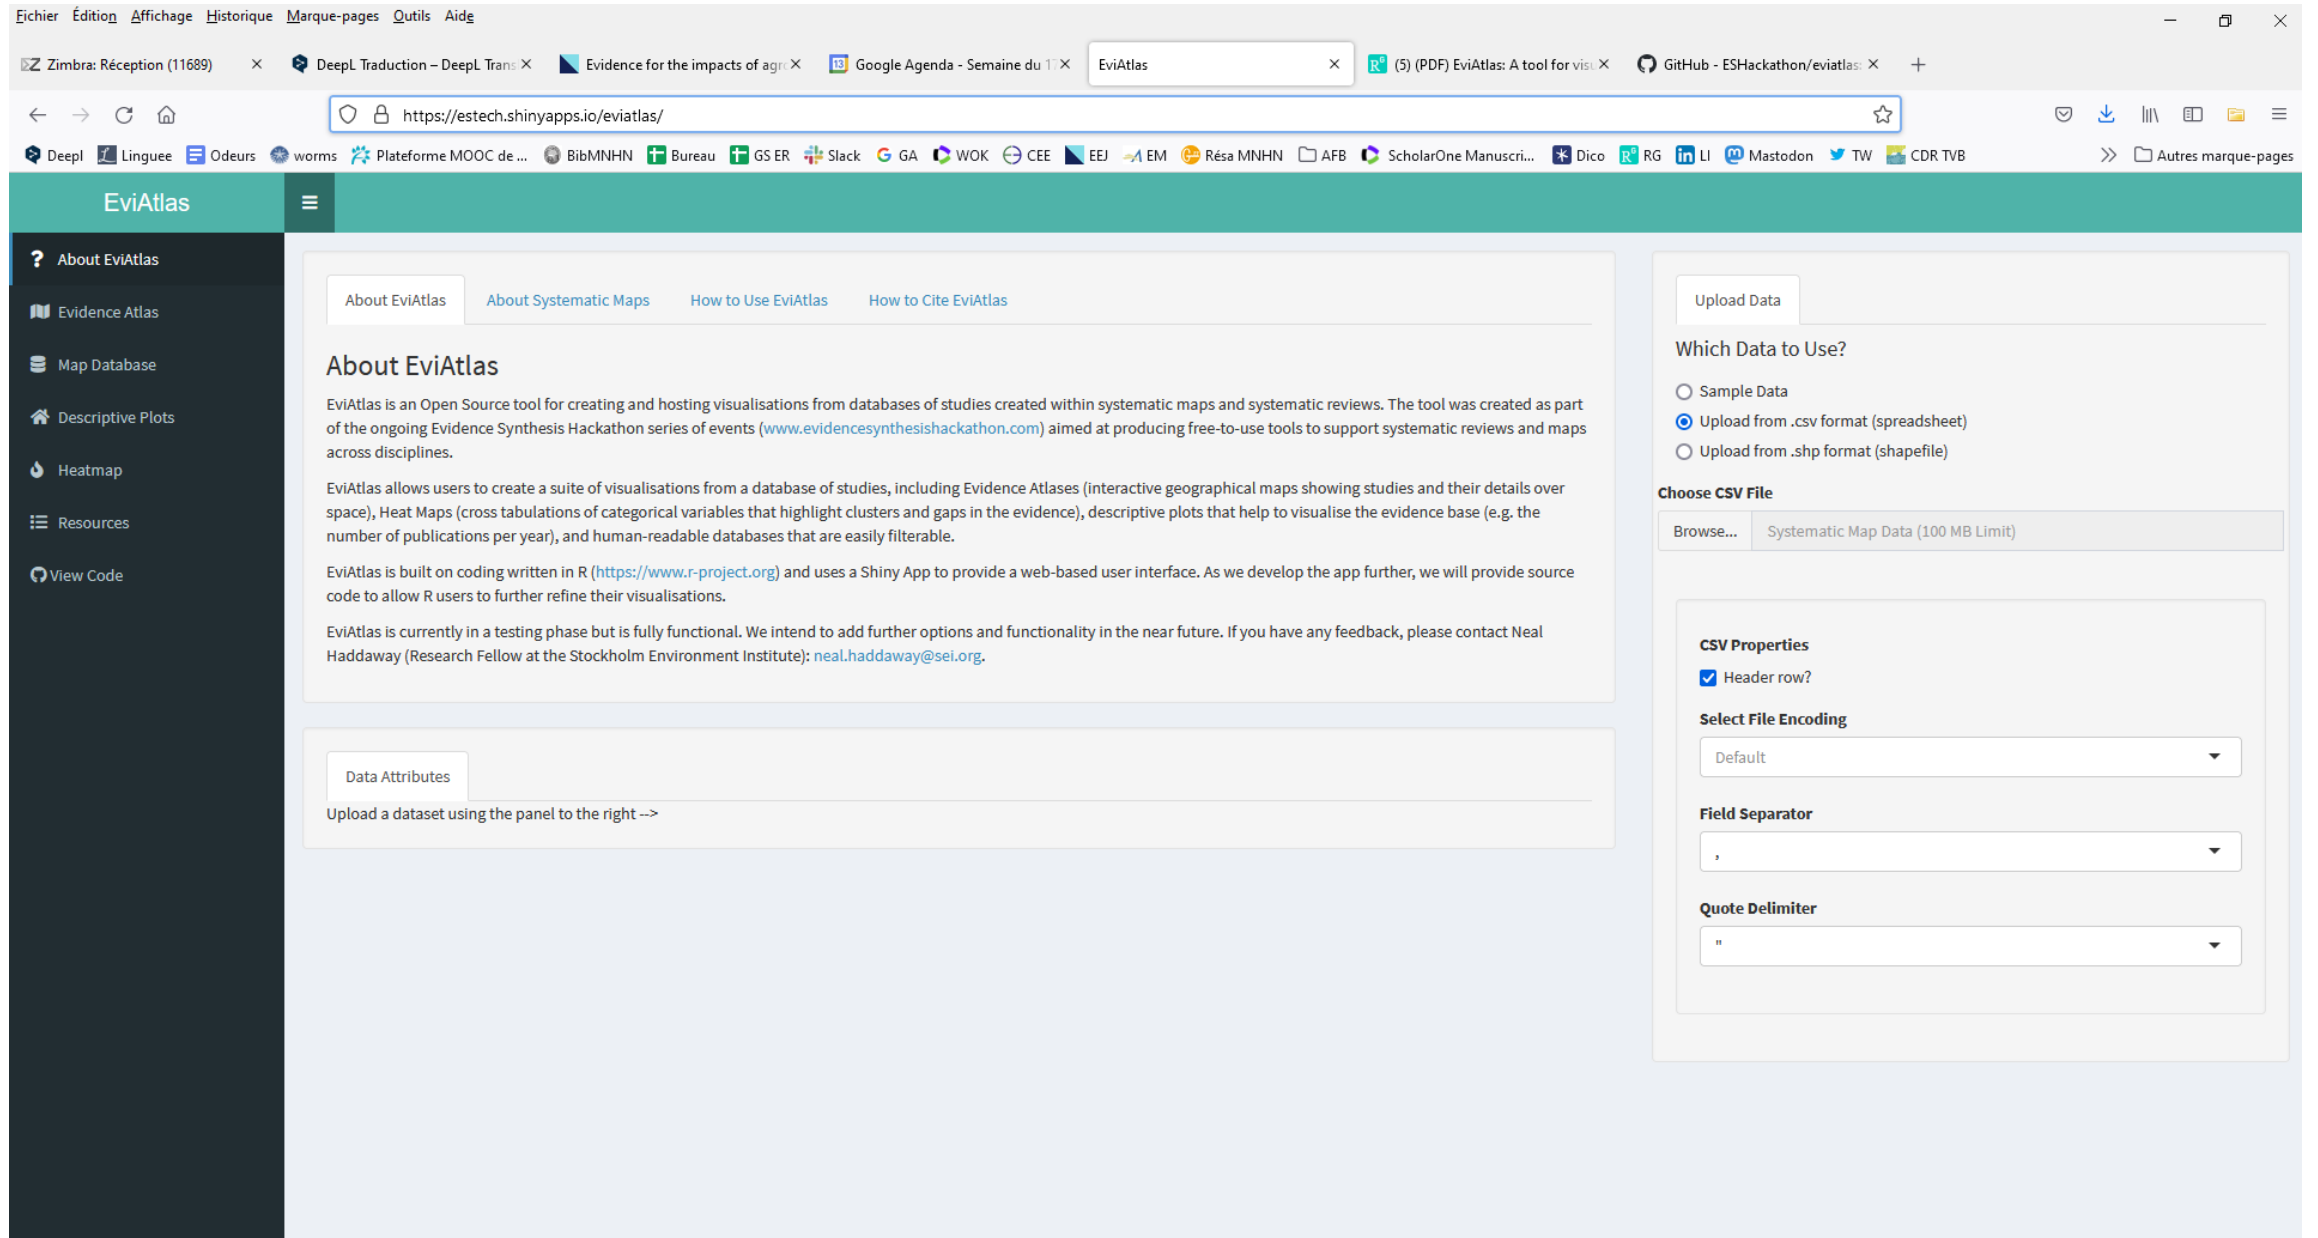 Fichier Édition Affichage Historique Marque-pages Outils Aide
Zimbra: Réception (11689)
DeepL Traduction – DeepL Trans
Evidence for the impacts of agro
Google Agenda - Semaine du 17
EviAtlas
(5) (PDF) EviAtlas: A tool for visu
GitHub - ESHackathon/eviatlas:
https://estech.shinyapps.io/eviatlas/
Deepl Linguee Odeurs worms Plateforme MOOC de ... BibMNHN Bureau GS ER Slack GA WOK CEE EEJ EM Résa MNHN AFB ScholarOne Manuscri... Dico RG LI Mastodon TW CDR TVB Autres marque-pages
EviAtlas
About EviAtlas
Evidence Atlas
Map Database
Descriptive Plots
Heatmap
Resources
View Code
About EviAtlas About Systematic Maps How to Use EviAtlas How to Cite EviAtlas
About EviAtlas
EviAtlas is an Open Source tool for creating and hosting visualisations from databases of studies created within systematic maps and systematic reviews. The tool was created as part
of the ongoing Evidence Synthesis Hackathon series of events (www.evidencesynthesishackathon.com) aimed at producing free-to-use tools to support systematic reviews and maps
across disciplines.
EviAtlas allows users to create a suite of visualisations from a database of studies, including Evidence Atlases (interactive geographical maps showing studies and their details over
space), Heat Maps (cross tabulations of categorical variables that highlight clusters and gaps in the evidence), descriptive plots that help to visualise the evidence base (e.g. the
number of publications per year), and human-readable databases that are easily filterable.
EviAtlas is built on coding written in R (https://www.r-project.org) and uses a Shiny App to provide a web-based user interface. As we develop the app further, we will provide source
code to allow R users to further refine their visualisations.
EviAtlas is currently in a testing phase but is fully functional. We intend to add further options and functionality in the near future. If you have any feedback, please contact Neal
Haddaway (Research Fellow at the Stockholm Environment Institute): neal.haddaway@sei.org.
Data Attributes
Upload a dataset using the panel to the right -->
Upload Data
Which Data to Use?
Sample Data
Upload from .csv format (spreadsheet)
Upload from .shp format (shapefile)
Choose CSV File
Browse... Systematic Map Data (100 MB Limit)
CSV Properties
Header row?
Select File Encoding
Default
Field Separator
,
Quote Delimiter
"